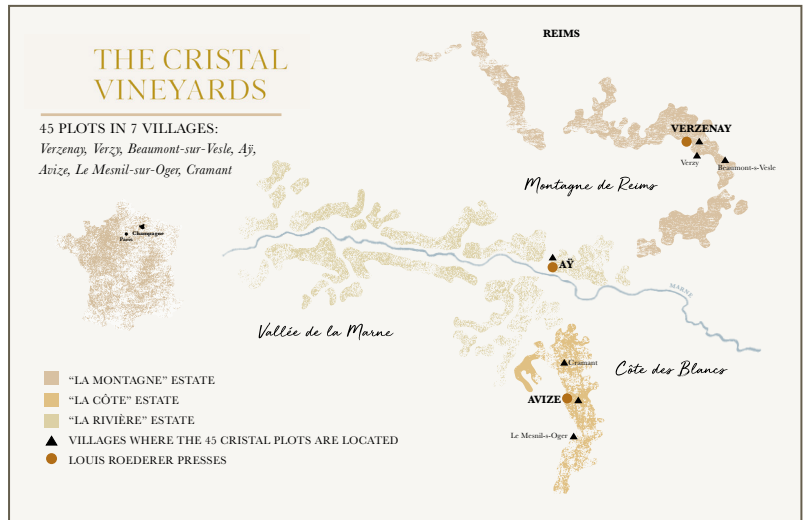 THE CRISTAL
VINEYARDS
45 PLOTS IN 7 VILLAGES:
Verzenay, Verzy, Beaumont-sur-Vesle, Aÿ,
Avize, Le Mesnil-sur-Oger, Cramant
REIMS
VERZENAY
Verzy
Beaumont-s-Vesle
Montagne de Reims
Champagne
Paris
AŸ
MARNE
Vallée de la Marne
Cramant
Côte des Blancs
AVIZE
Le Mesnil-s-Oger
“LA MONTAGNE” ESTATE
“LA CÔTE” ESTATE
“LA RIVIÈRE” ESTATE
VILLAGES WHERE THE 45 CRISTAL PLOTS ARE LOCATED
LOUIS ROEDERER PRESSES